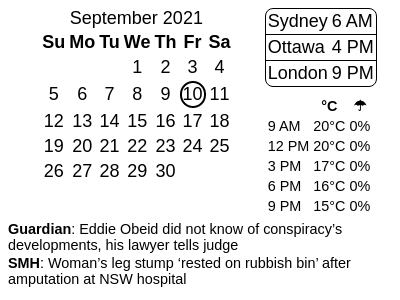 September 2021
Su Mo Tu We Th Fr Sa
1 2 3 4
5 6 7 8 9 10 11
12 13 14 15 16 17 18
19 20 21 22 23 24 25
26 27 28 29 30
Sydney 6 AM
Ottawa 4 PM
London 9 PM
°C ☂
9 AM 20°C 0%
12 PM 20°C 0%
3 PM 17°C 0%
6 PM 16°C 0%
9 PM 15°C 0%
Guardian: Eddie Obeid did not know of conspiracy’s
developments, his lawyer tells judge
SMH: Woman’s leg stump ‘rested on rubbish bin’ after
amputation at NSW hospital